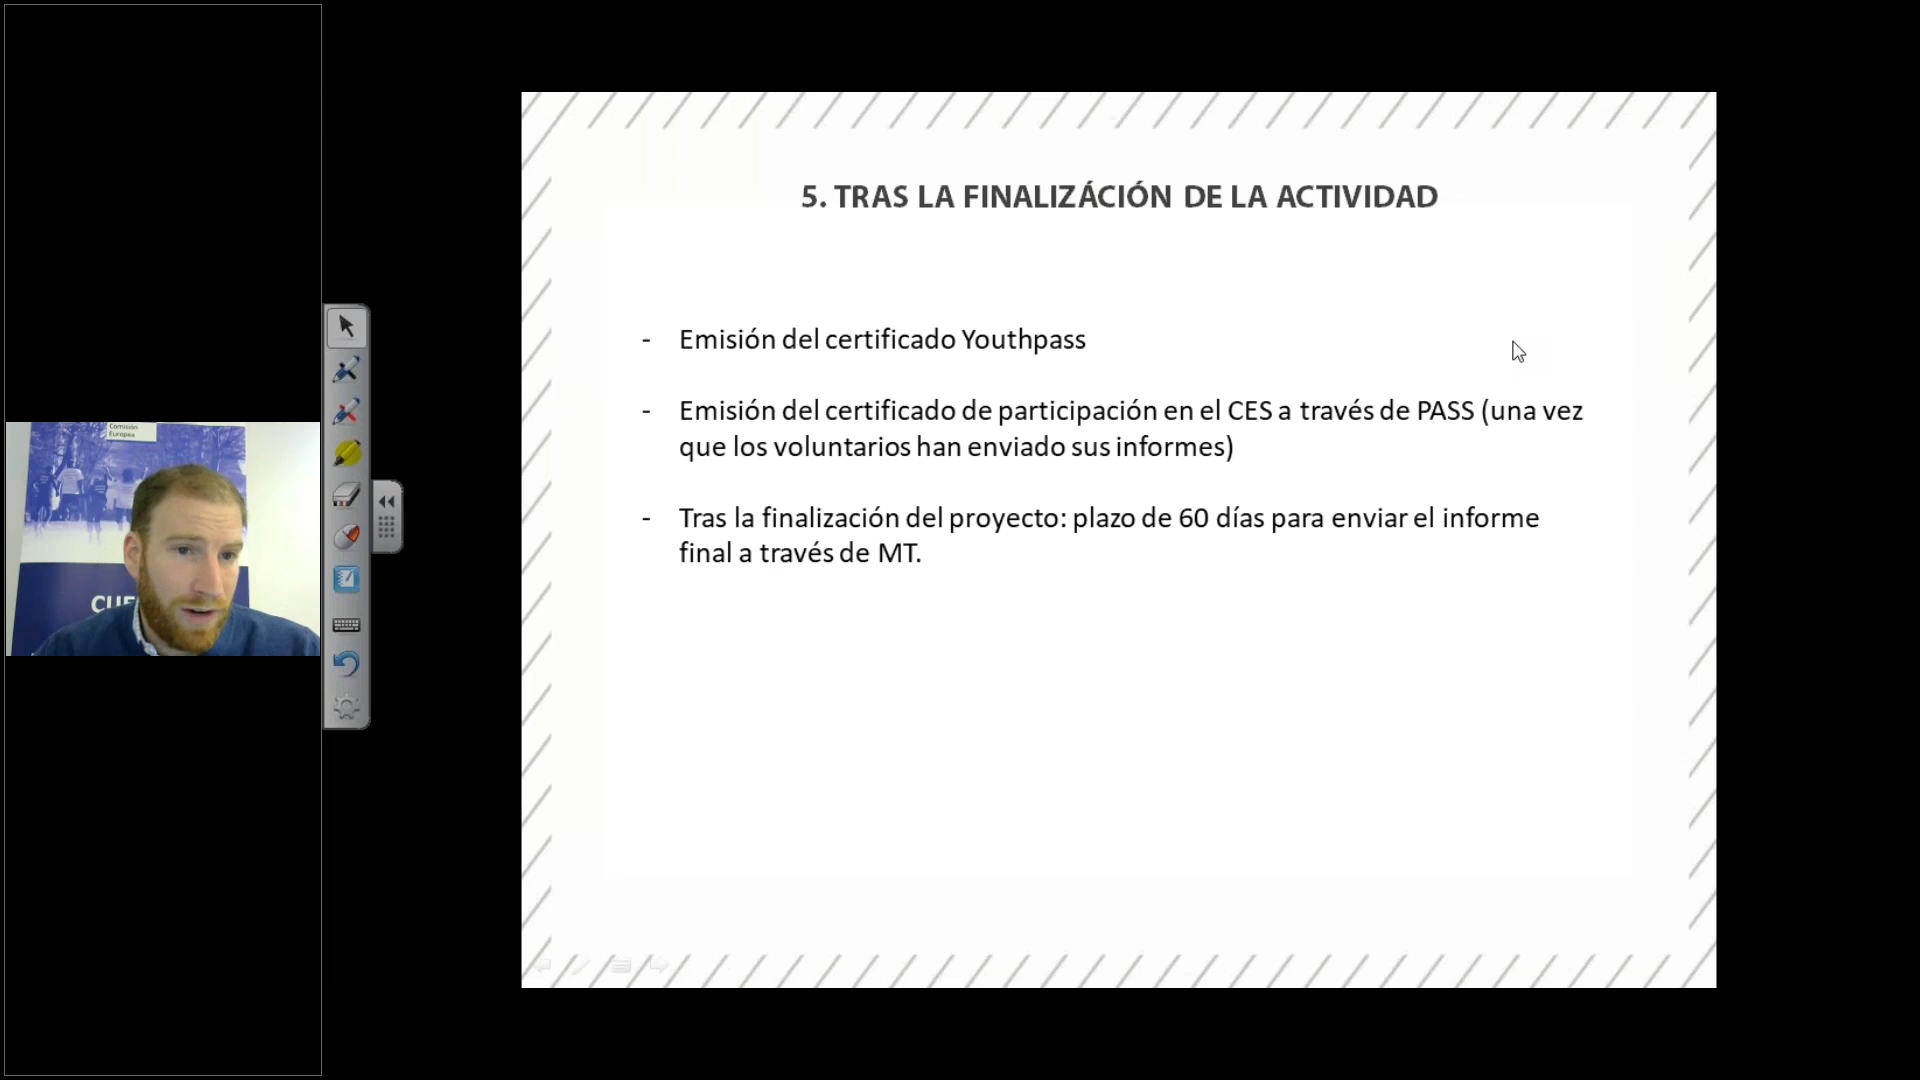 5. TRAS LA FINALIZÁCIÓN DE LA ACTIVIDAD
- Emisión del certificado Youthpass
- Emisión del certificado de participación en el CES a través de PASS (una vez
que los voluntarios han enviado sus informes)
- Tras la finalización del proyecto: plazo de 60 días para enviar el informe
final a través de MT.
Comisión
Europea